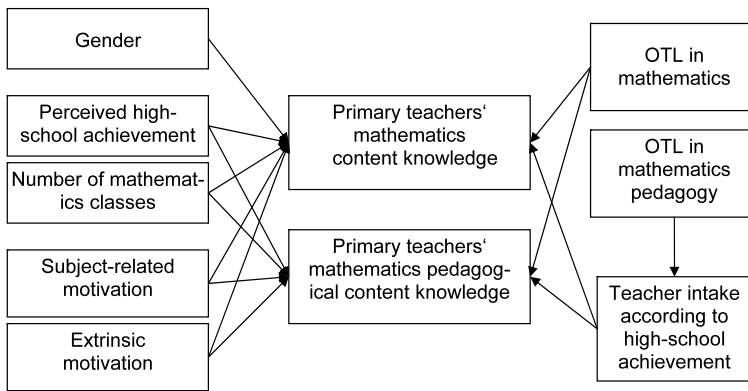 Gender
Perceived high-
school achievement
Number of mathemat-
ics classes
Subject-related
motivation
Extrinsic
motivation
Primary teachers‘
mathematics
content knowledge
Primary teachers‘
mathematics pedagog-
ical content knowledge
OTL in
mathematics
OTL in
mathematics
pedagogy
Teacher intake
according to
high-school
achievement